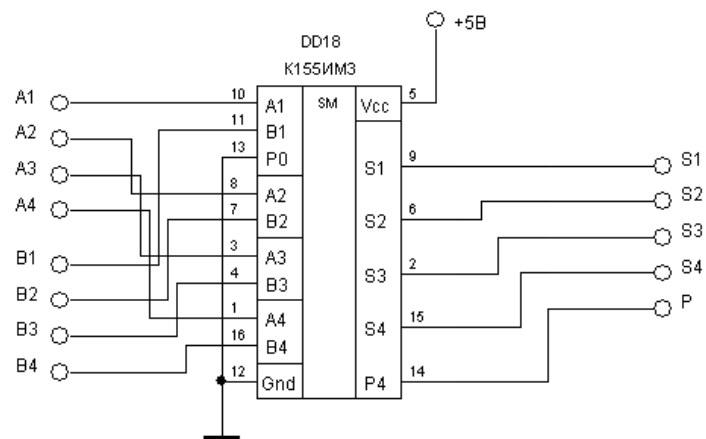 +5В
DD18
К155ИМ3
A1 10 A1 SM Vcc 5
11 B1
A2
13 P0
A3 S1 9 S1
8 A2
A4 7 B2 S2 6 S2
3 A3 S3
B1 4 B3 S3 2
B2 1 A4 S4
B3 16 B4 S4 15 P
B4 12 Gnd P4 14